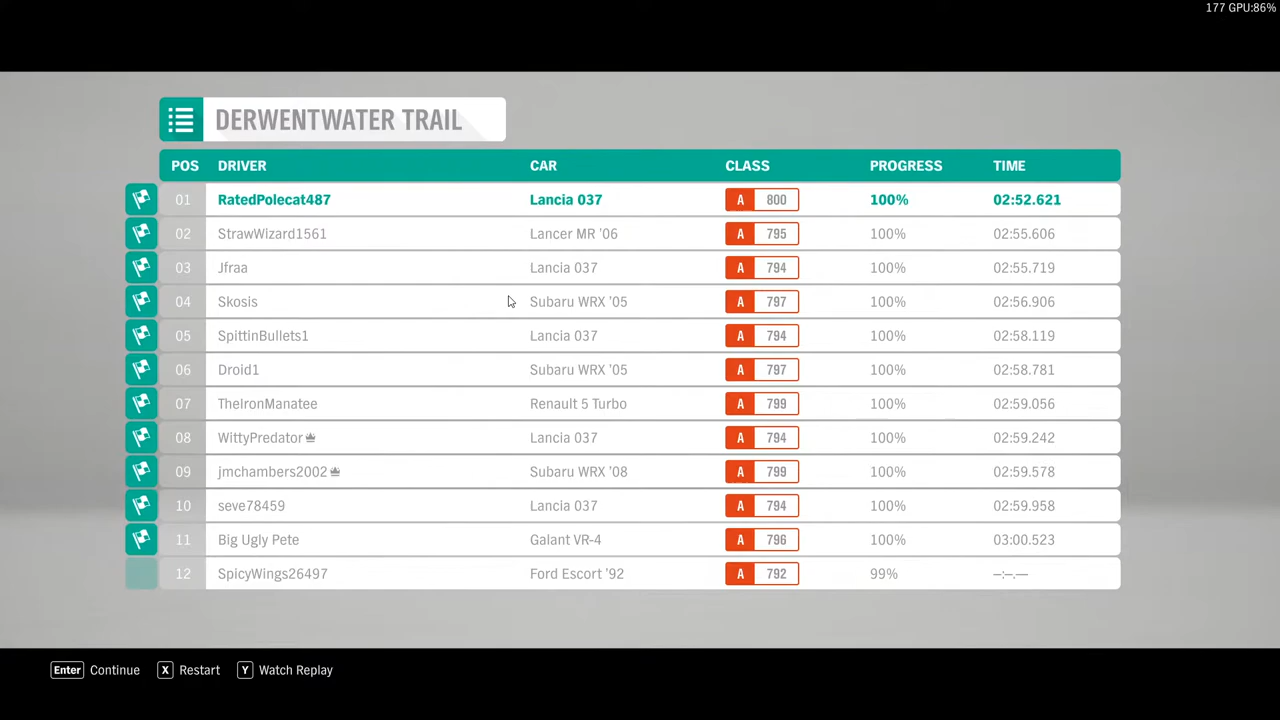 177 GPU:86%
DERWENTWATER TRAIL
POS DRIVER CAR CLASS PROGRESS TIME
01 RatedPolecat487 Lancia 037 A 800 100% 02:52.621
02 StrawWizard1561 Lancer MR '06 A 795 100% 02:55.606
03 Jfraa Lancia 037 A 794 100% 02:55.719
04 Skosis Subaru WRX '05 A 797 100% 02:56.906
05 SpittinBullets1 Lancia 037 A 794 100% 02:58.119
06 Droid1 Subaru WRX '05 A 797 100% 02:58.781
07 TheIronManatee Renault 5 Turbo A 799 100% 02:59.056
08 WittyPredator Lancia 037 A 794 100% 02:59.242
09 jmchambers2002 Subaru WRX '08 A 799 100% 02:59.578
10 seve78459 Lancia 037 A 794 100% 02:59.958
11 Big Ugly Pete Galant VR-4 A 796 100% 03:00.523
12 SpicyWings26497 Ford Escort '92 A 792 99% –:–.––
Enter Continue X Restart Y Watch Replay